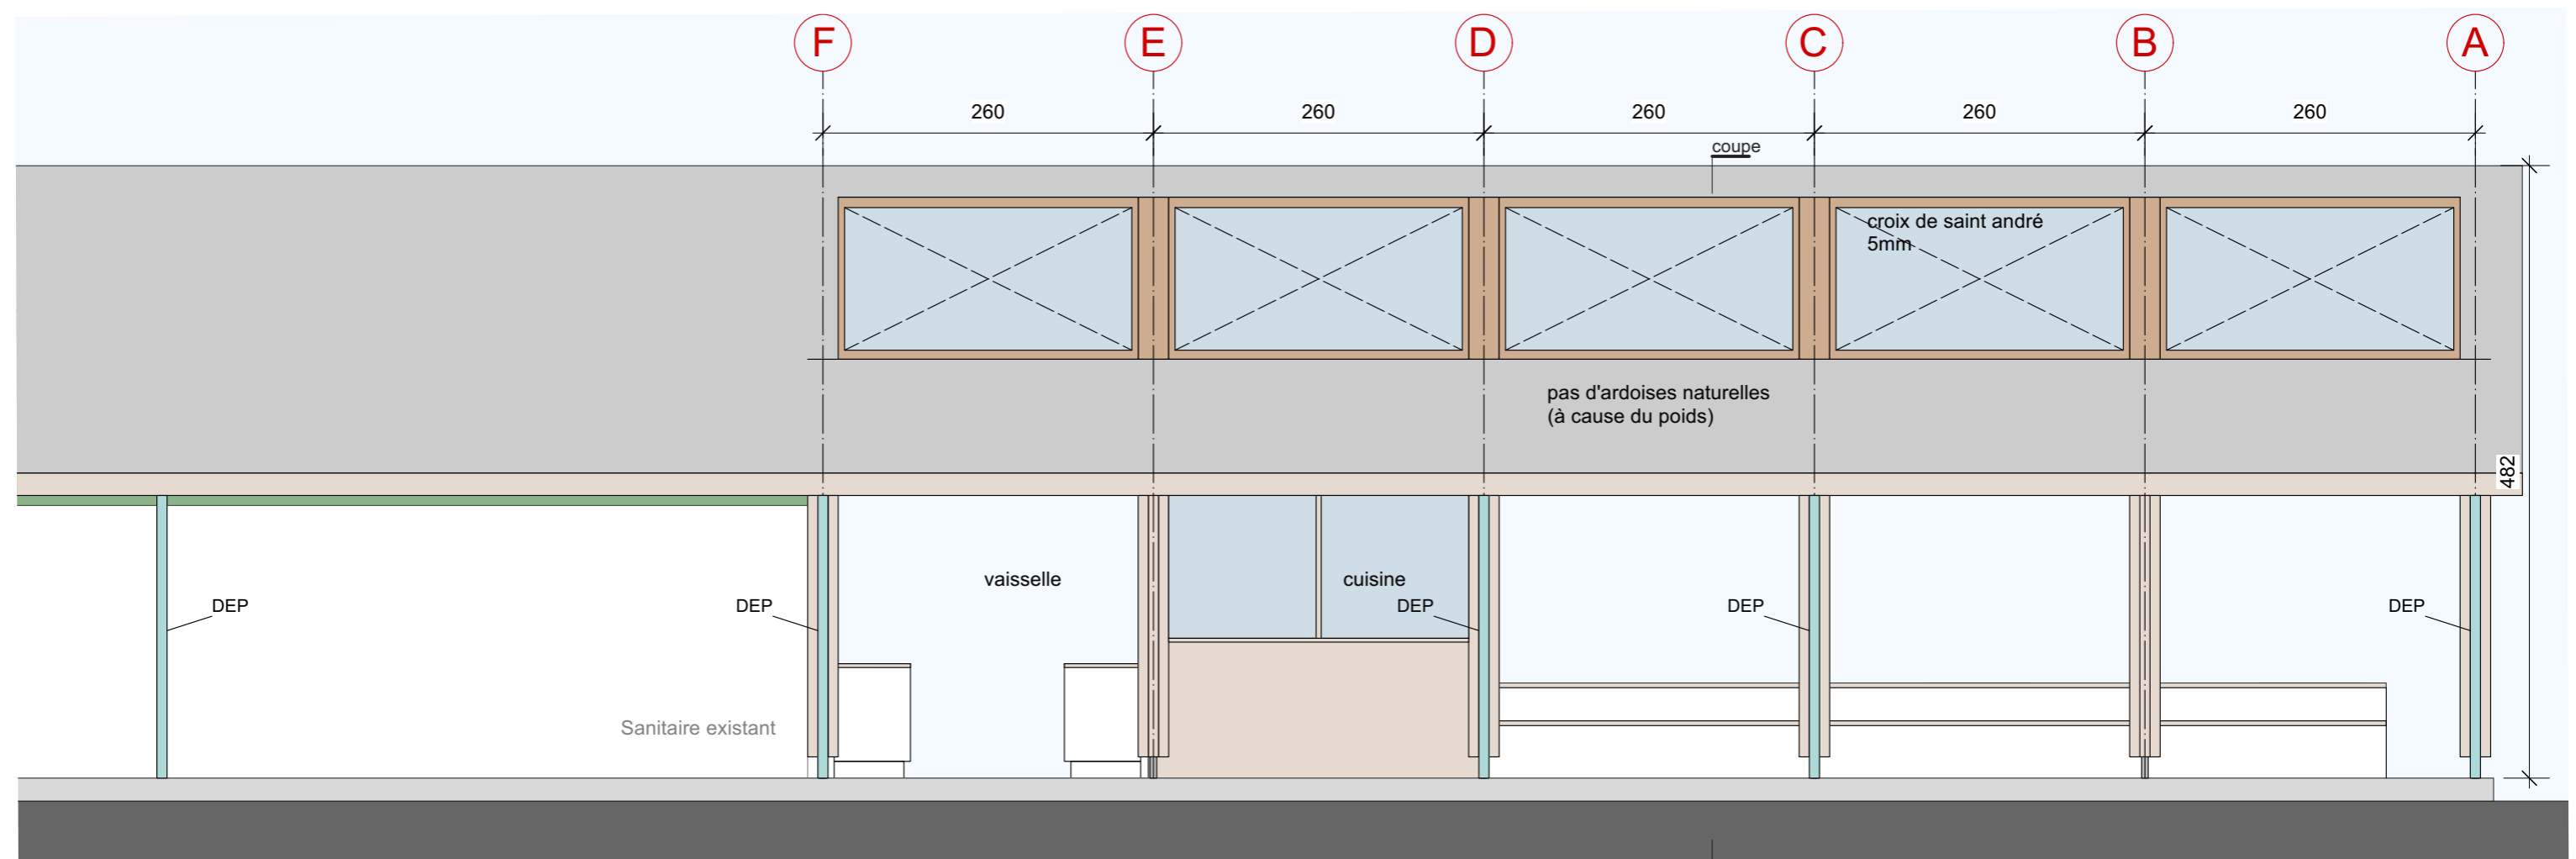 F E D C B A
260 260 260 260 260
coupe
croix de saint andré
5mm
pas d'ardoises naturelles
(à cause du poids)
482
vaisselle cuisine
DEP DEP DEP DEP DEP
Sanitaire existant